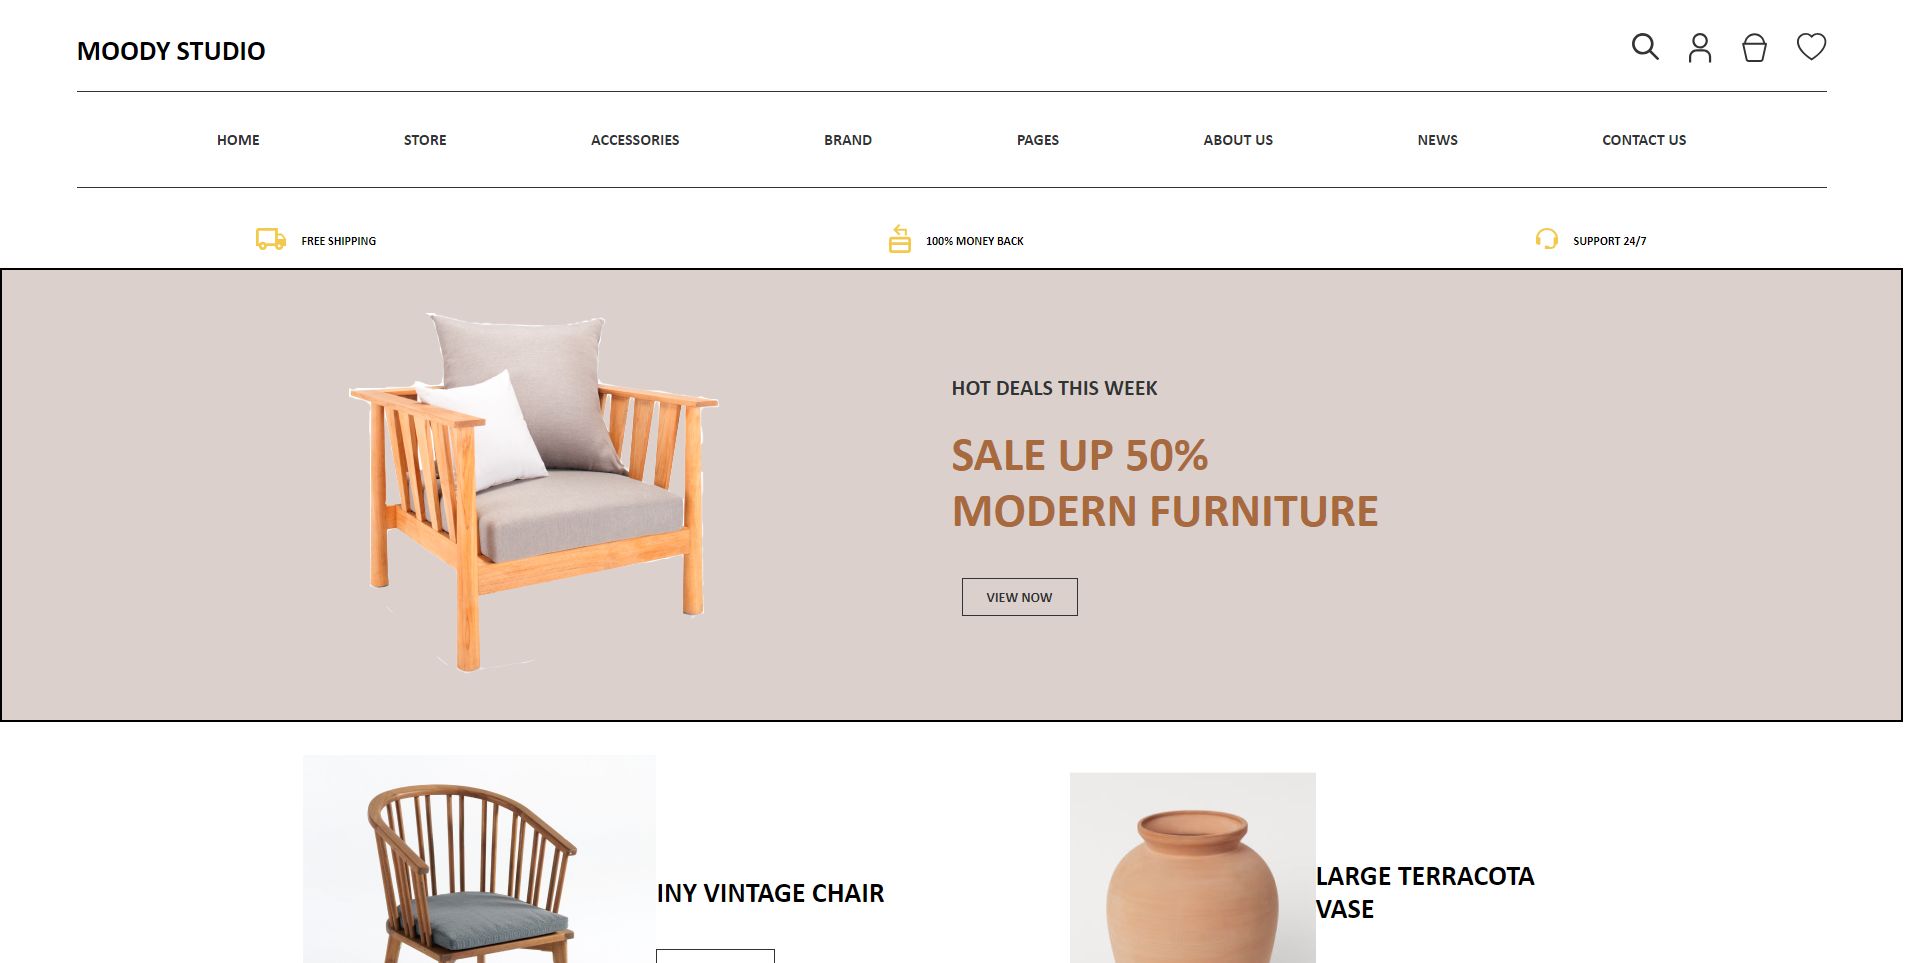 MOODY STUDIO
HOME STORE ACCESSORIES BRAND PAGES ABOUT US NEWS CONTACT US
FREE SHIPPING 100% MONEY BACK SUPPORT 24/7
HOT DEALS THIS WEEK
SALE UP 50%
MODERN FURNITURE
VIEW NOW
INY VINTAGE CHAIR
LARGE TERRACOTA
VASE